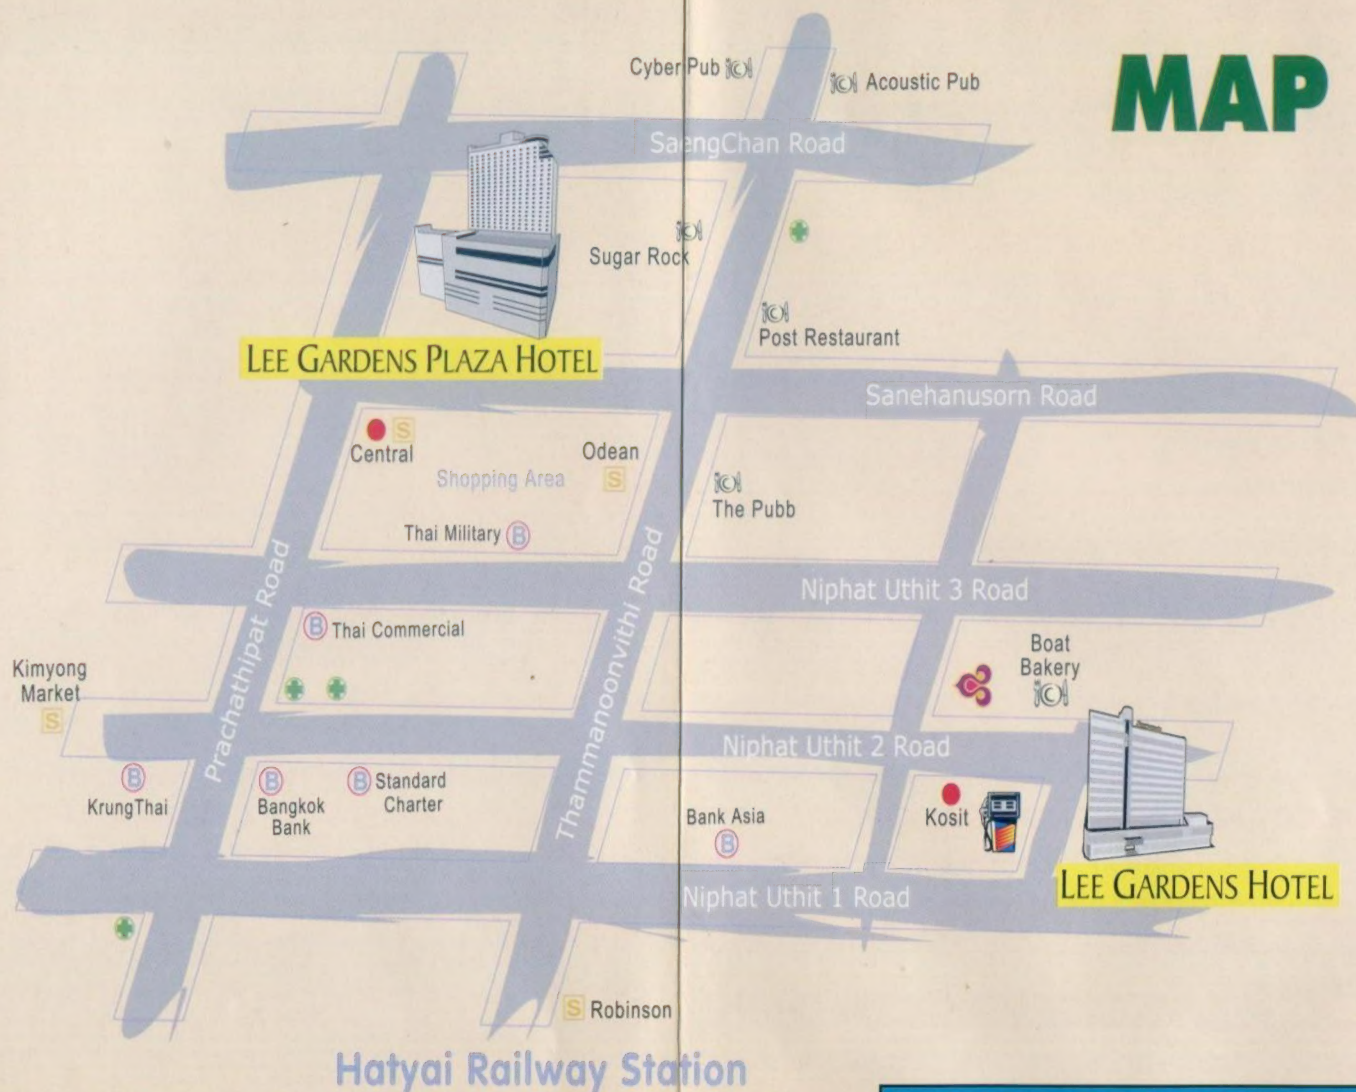 MAP
Cyber Pub
Acoustic Pub
SaengChan Road
Sugar Rock
Post Restaurant
LEE GARDENS PLAZA HOTEL
Sanehanusorn Road
S
Central
Odean
S
Shopping Area
The Pubb
Thai Military B
Prachathipat Road
Thammanoonvithi Road
Niphat Uthit 3 Road
B Thai Commercial
Kimyong
Market
S
Boat
Bakery
Niphat Uthit 2 Road
B
KrungThai
B
Bangkok
Bank
B Standard
Charter
Bank Asia
B
Kosit
LEE GARDENS HOTEL
Niphat Uthit 1 Road
S Robinson
Hatyai Railway Station